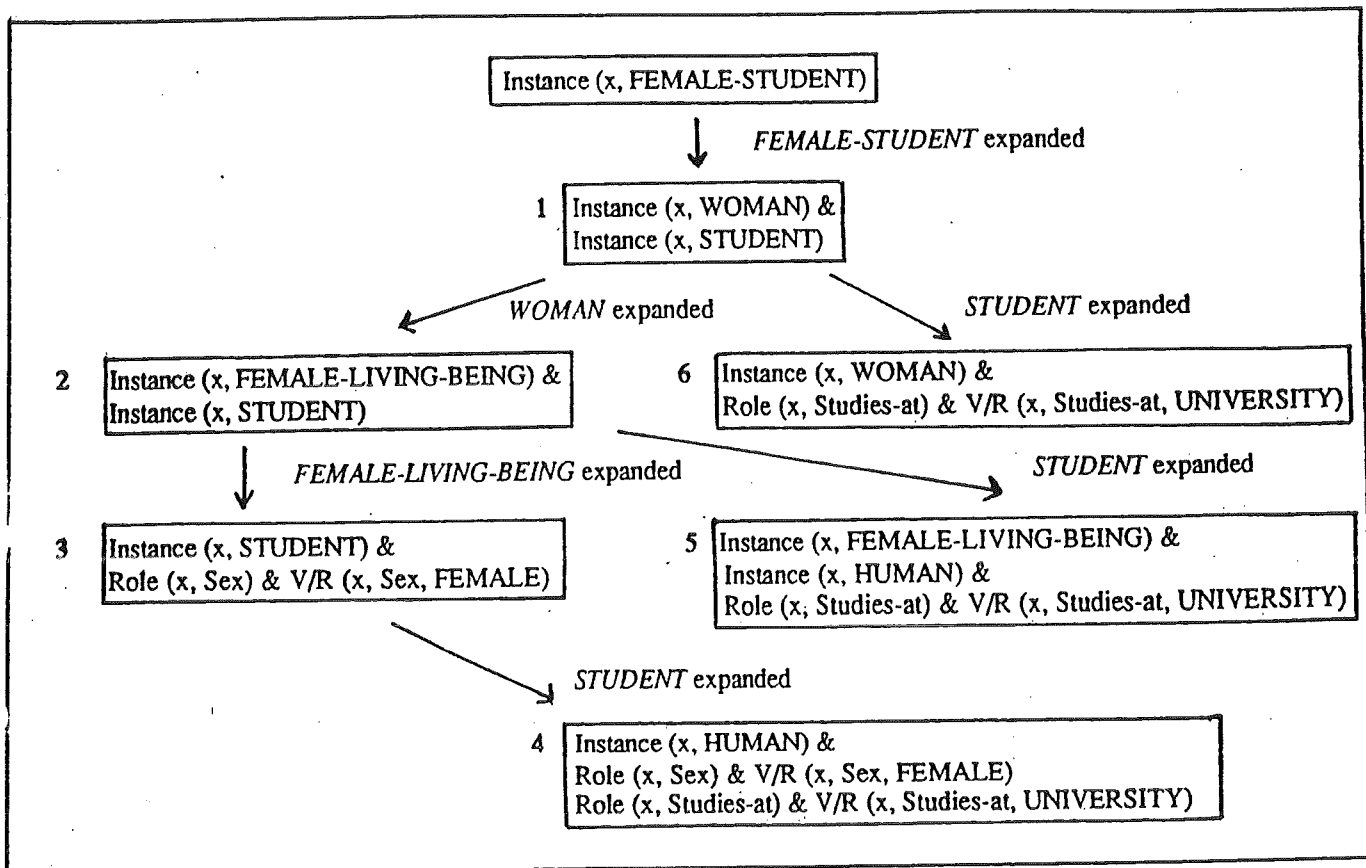 Instance (x, FEMALE-STUDENT)
FEMALE-STUDENT expanded
1 Instance (x, WOMAN) &
Instance (x, STUDENT)
WOMAN expanded
STUDENT expanded
2 Instance (x, FEMALE-LIVING-BEING) &
Instance (x, STUDENT)
6 Instance (x, WOMAN) &
Role (x, Studies-at) & V/R (x, Studies-at, UNIVERSITY)
FEMALE-LIVING-BEING expanded
STUDENT expanded
3 Instance (x, STUDENT) &
Role (x, Sex) & V/R (x, Sex, FEMALE)
5 Instance (x, FEMALE-LIVING-BEING) &
Instance (x, HUMAN) &
Role (x, Studies-at) & V/R (x, Studies-at, UNIVERSITY)
STUDENT expanded
4 Instance (x, HUMAN) &
Role (x, Sex) & V/R (x, Sex, FEMALE)
Role (x, Studies-at) & V/R (x, Studies-at, UNIVERSITY)